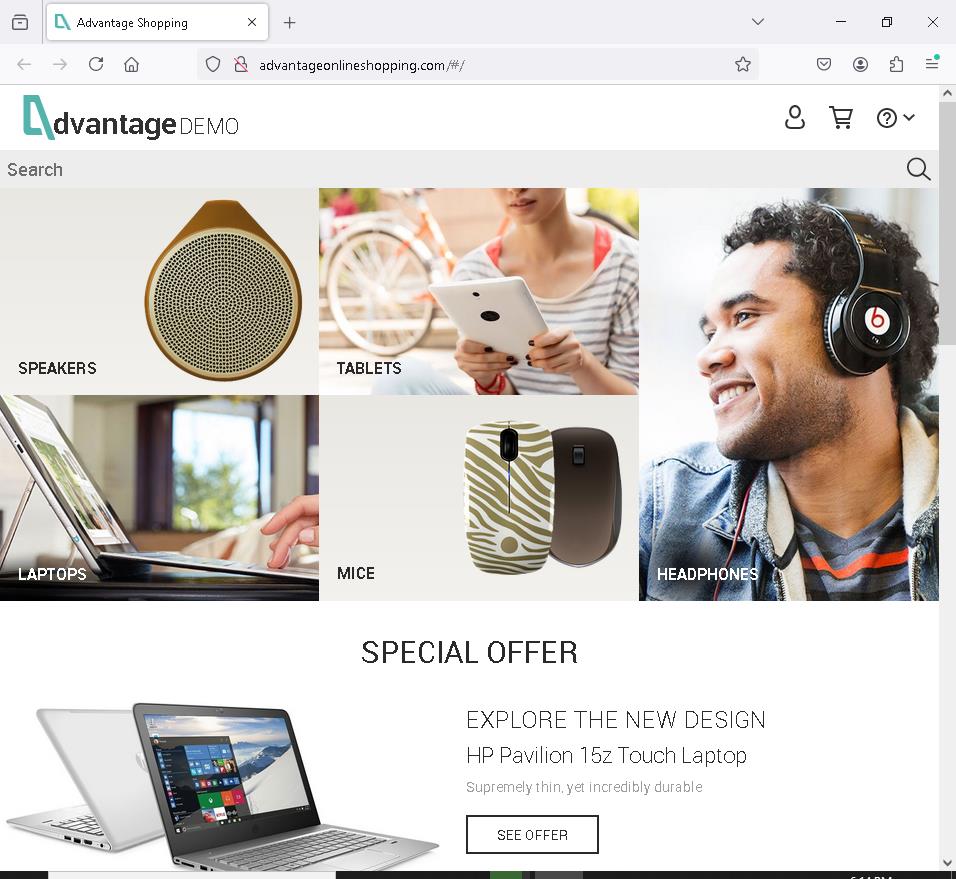 Advantage Shopping
advantageonlineshopping.com/#/
dvantage DEMO
Search
SPEAKERS
TABLETS
LAPTOPS
MICE
HEADPHONES
SPECIAL OFFER
EXPLORE THE NEW DESIGN
HP Pavilion 15z Touch Laptop
Supremely thin, yet incredibly durable
SEE OFFER